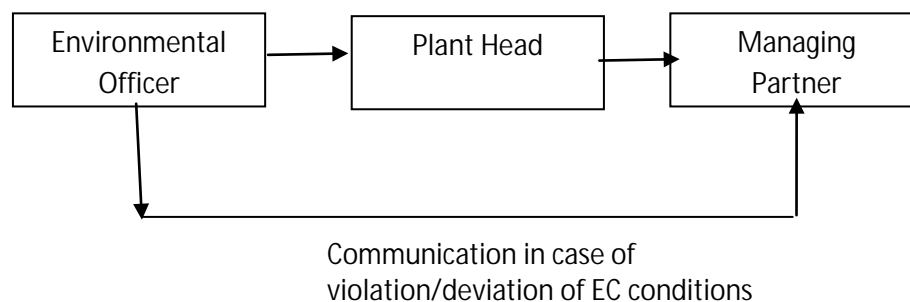 Environmental
Officer
Plant Head
Managing
Partner
Communication in case of
violation/deviation of EC conditions